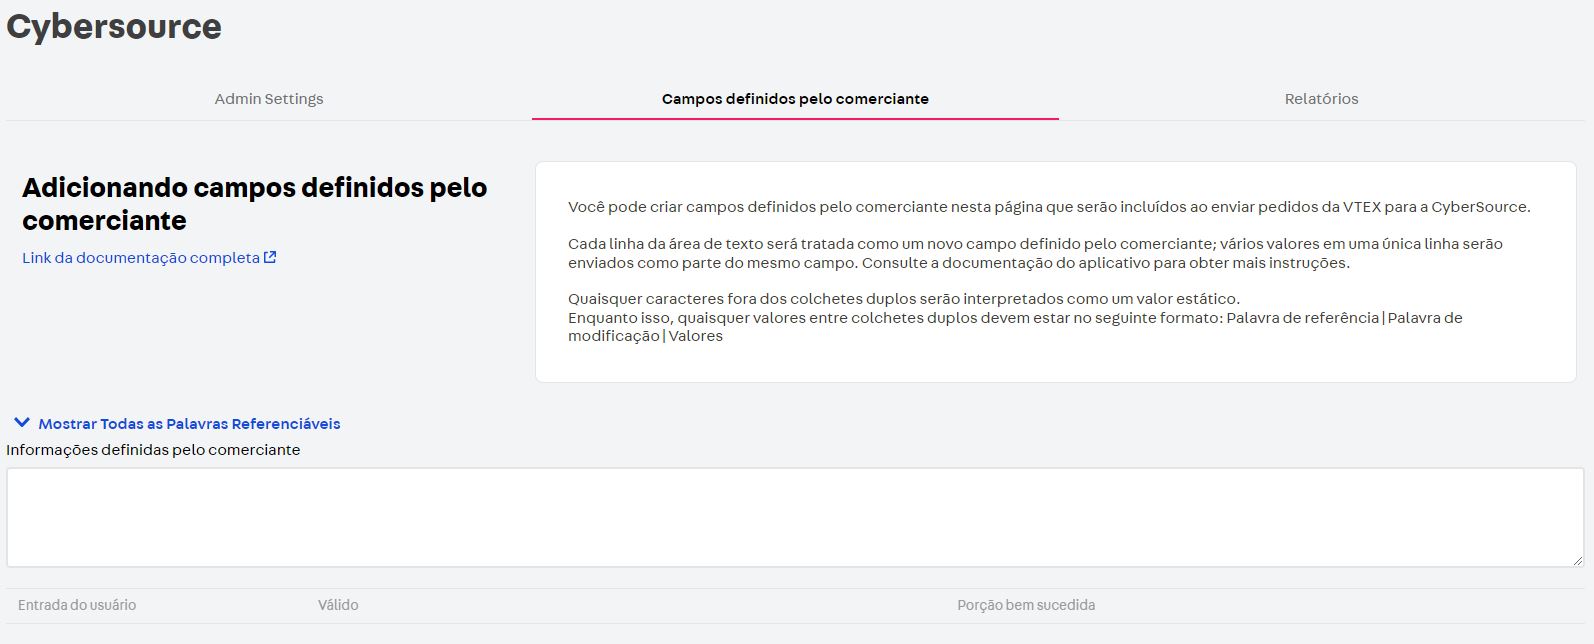 Cybersource
Admin Settings
Campos definidos pelo comerciante
Relatórios
Adicionando campos definidos pelo
comerciante
Link da documentação completa
Você pode criar campos definidos pelo comerciante nesta página que serão incluídos ao enviar pedidos da VTEX para a CyberSource.
Cada linha da área de texto será tratada como um novo campo definido pelo comerciante; vários valores em uma única linha serão
enviados como parte do mesmo campo. Consulte a documentação do aplicativo para obter mais instruções.
Quaisquer caracteres fora dos colchetes duplos serão interpretados como um valor estático.
Enquanto isso, quaisquer valores entre colchetes duplos devem estar no seguinte formato: Palavra de referência|Palavra de
modificação|Valores
Mostrar Todas as Palavras Referenciáveis
Informações definidas pelo comerciante
Entrada do usuário
Válido
Porção bem sucedida